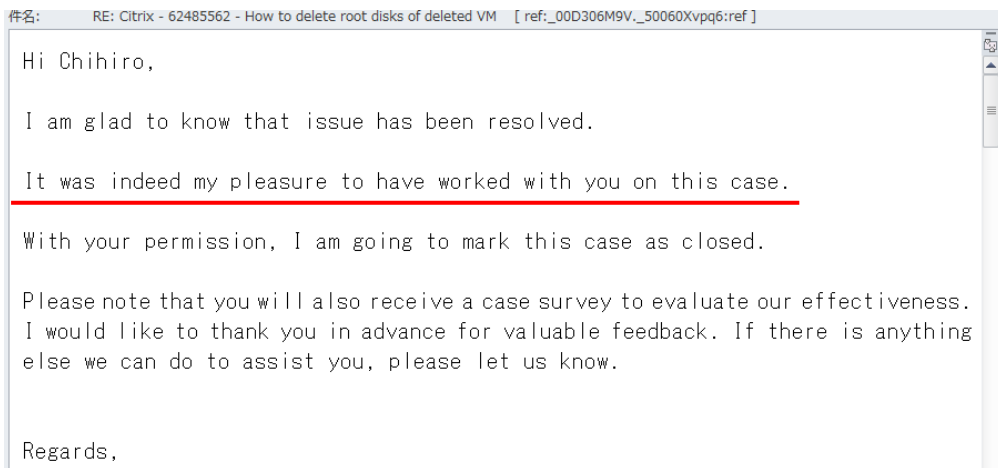 件名: RE: Citrix - 62485562 - How to delete root disks of deleted VM [ ref:_00D306M9V._50060Xvpq6:ref ]
Hi Chihiro,
I am glad to know that issue has been resolved.
It was indeed my pleasure to have worked with you on this case.
With your permission, I am going to mark this case as closed.
Please note that you will also receive a case survey to evaluate our effectiveness.
I would like to thank you in advance for valuable feedback. If there is anything
else we can do to assist you, please let us know.
Regards,